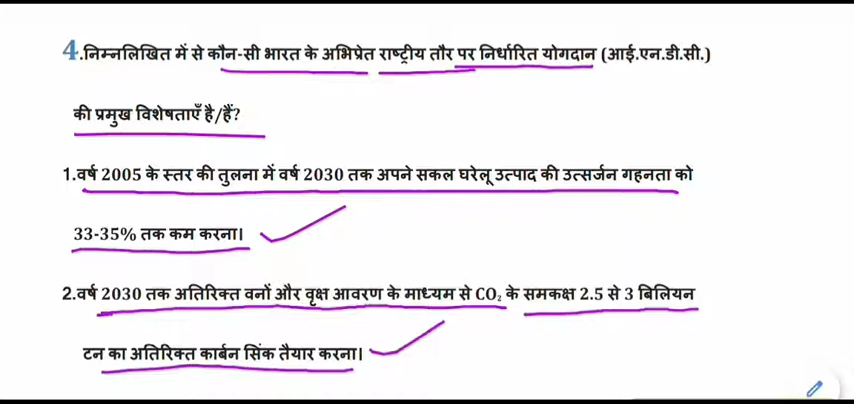 4.निम्नलिखित में से कौन-सी भारत के अभिप्रेत राष्ट्रीय तौर पर निर्धारित योगदान (आई.एन.डी.सी.)
की प्रमुख विशेषताएँ है/हैं?
1.वर्ष 2005 के स्तर की तुलना में वर्ष 2030 तक अपने सकल घरेलू उत्पाद की उत्सर्जन गहनता को
33-35% तक कम करना।
2.वर्ष 2030 तक अतिरिक्त वनों और वृक्ष आवरण के माध्यम से CO₂ के समकक्ष 2.5 से 3 बिलियन
टन का अतिरिक्त कार्बन सिंक तैयार करना।